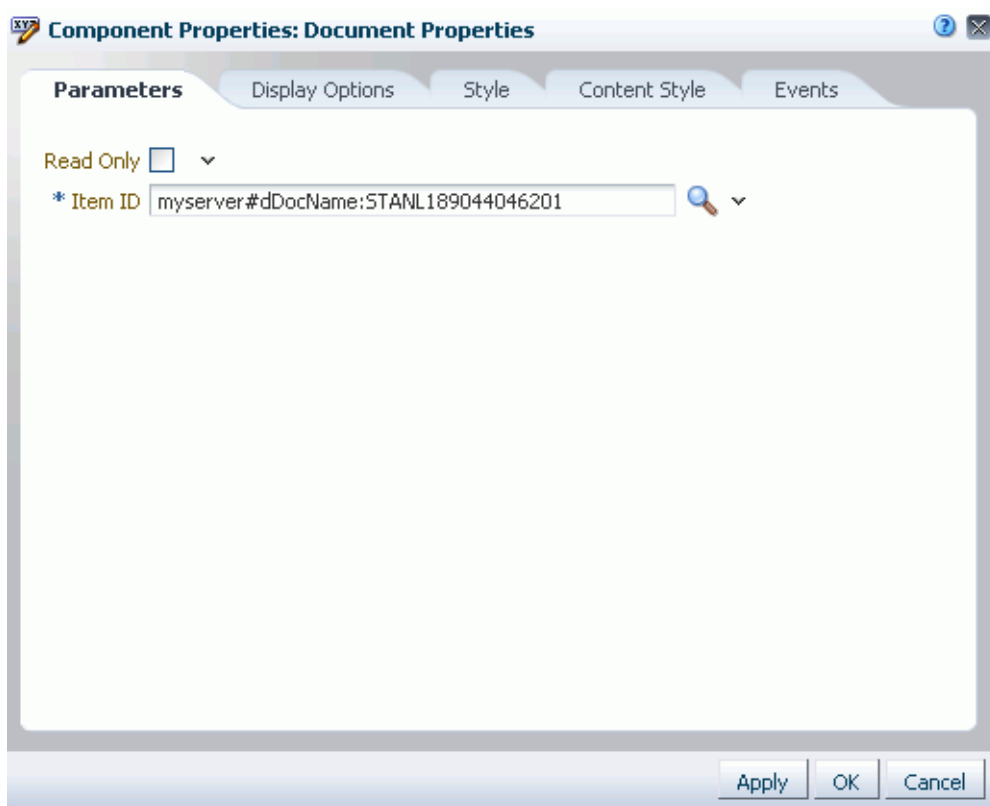 Component Properties: Document Properties
Parameters Display Options Style Content Style Events
Read Only
* Item ID myserver#dDocName:STANL189044046201
Apply OK Cancel